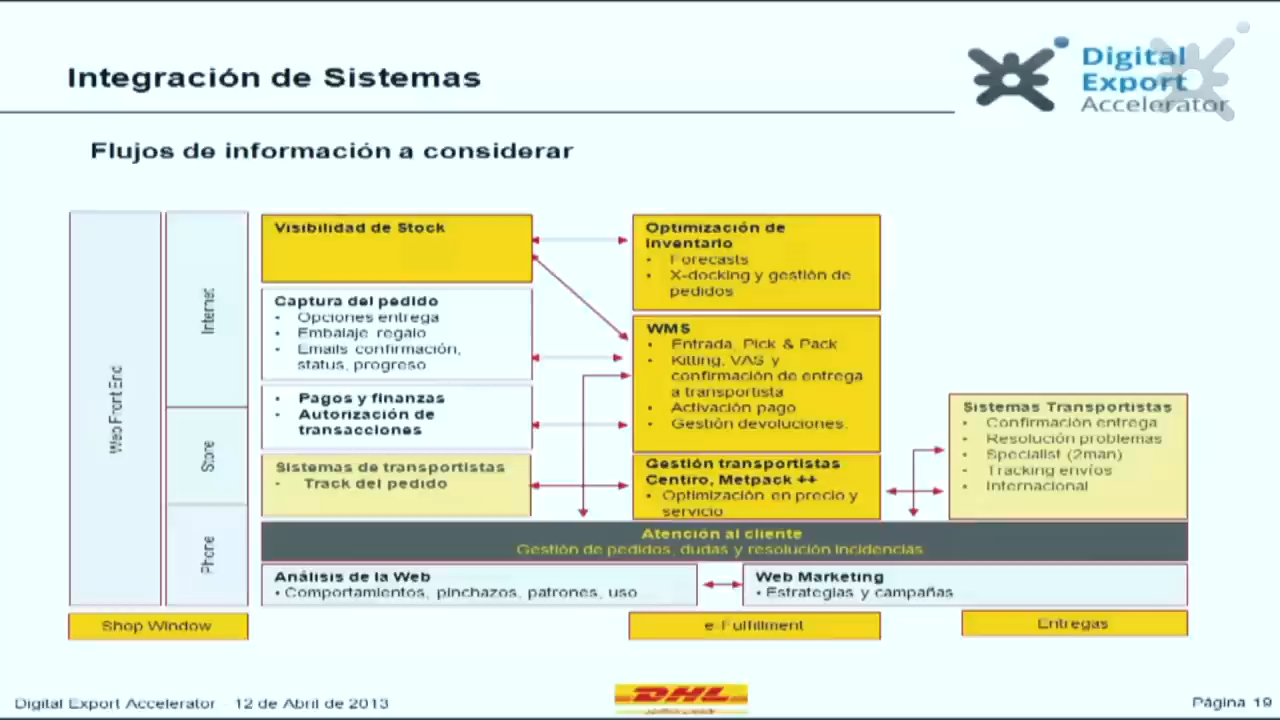 Integración de Sistemas
Digital
Export
Accelerator
Flujos de información a considerar
Web Front End
Internet
Store
Phone
Visibilidad de Stock
Captura del pedido
• Opciones entrega
• Embalaje regalo
• Emails confirmación,
status, progreso
• Pagos y finanzas
• Autorización de
transacciones
Sistemas de transportistas
• Track del pedido
Optimización de
Inventario
• Forecasts
• X-docking y gestión de
pedidos
WMS
• Entrada, Pick & Pack
• Kitting, VAS y
confirmación de entrega
a transportista
• Activación pago
• Gestión devoluciones.
Gestión transportistas
Centiro, Metpack ++
• Optimización en precio y
servicio
Sistemas Transportistas
• Confirmación entrega
• Resolución problemas
• Specialist (2man)
• Tracking envíos
• Internacional
Atención al cliente
Gestión de pedidos, dudas y resolución incidencias
Análisis de la Web
• Comportamientos, pinchazos, patrones, uso
Web Marketing
• Estrategias y campañas
Shop Window
e-Fulfillment
Entregas
Digital Export Accelerator - 12 de Abril de 2013
DHL
Página 19